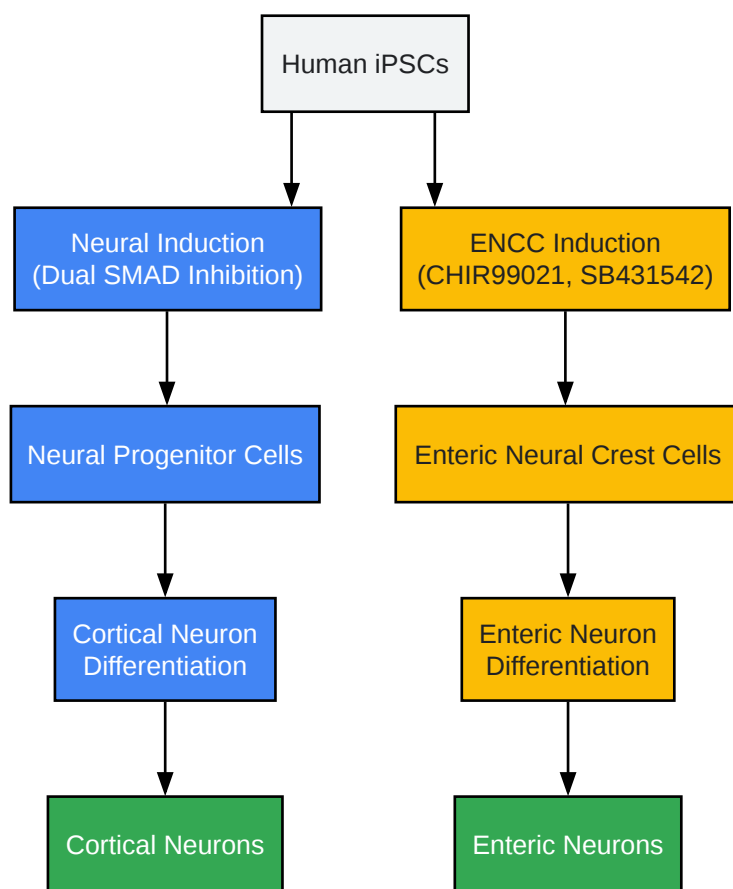 Human iPSCs
Neural Induction
(Dual SMAD Inhibition)
ENCC Induction
(CHIR99021, SB431542)
Neural Progenitor Cells
Enteric Neural Crest Cells
Cortical Neuron
Differentiation
Enteric Neuron
Differentiation
Cortical Neurons
Enteric Neurons